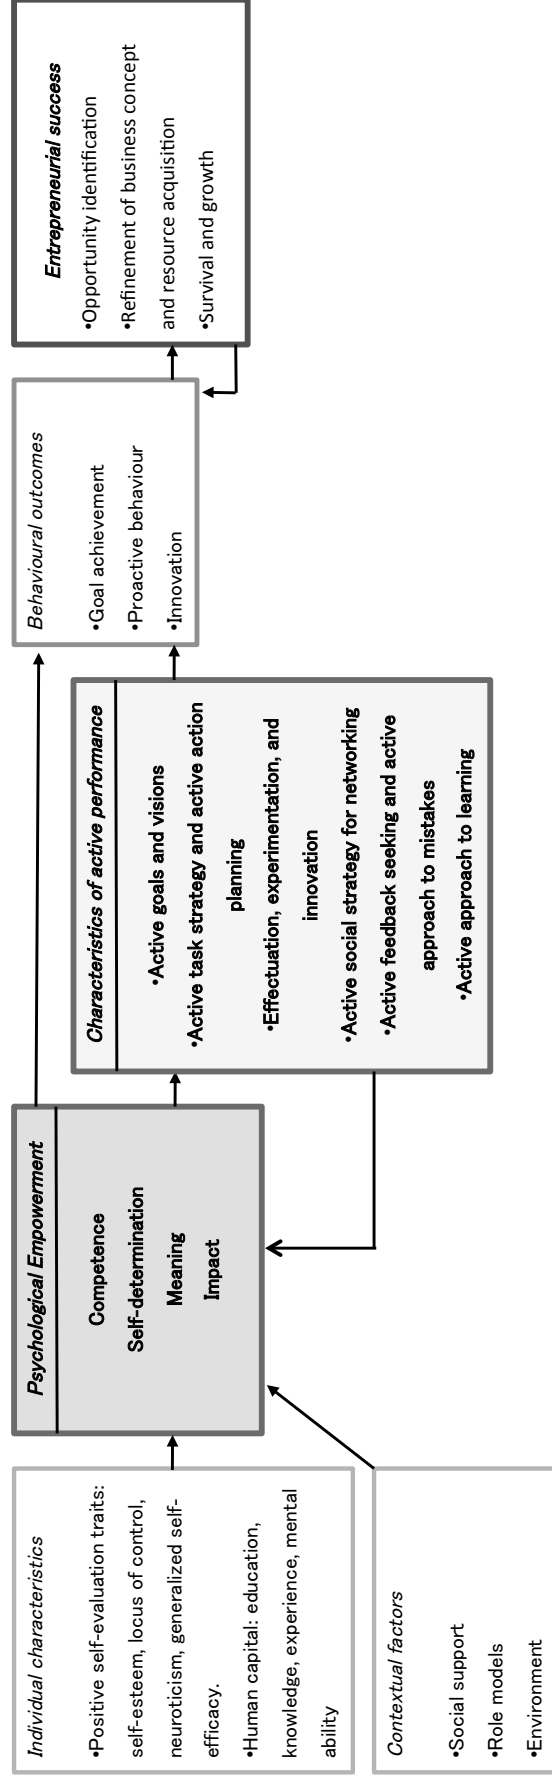 Individual characteristics
•Positive self-evaluation traits:
self-esteem, locus of control,
neuroticism, generalized self-
efficacy.
•Human capital: education,
knowledge, experience, mental
ability
Contextual factors
•Social support
•Role models
•Environment
Psychological Empowerment
Competence
Self-determination
Meaning
Impact
Characteristics of active performance
•Active goals and visions
•Active task strategy and active action
planning
•Effectuation, experimentation, and
innovation
•Active social strategy for networking
•Active feedback seeking and active
approach to mistakes
•Active approach to learning
Behavioural outcomes
•Goal achievement
•Proactive behaviour
•Innovation
Entrepreneurial success
•Opportunity identification
•Refinement of business concept
and resource acquisition
•Survival and growth